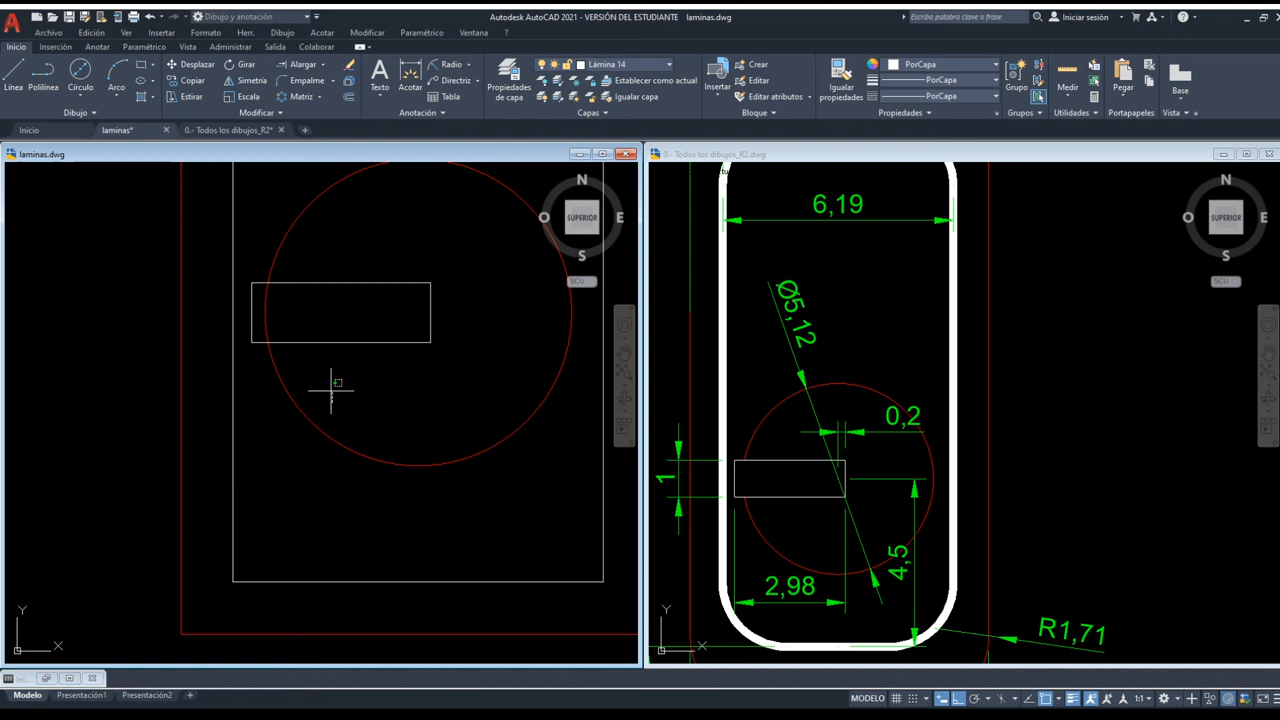 Dibujo y anotación
Autodesk AutoCAD 2021 - VERSIÓN DEL ESTUDIANTE laminas.dwg
Escriba palabra clave o frase
Iniciar sesión
Archivo Edición Ver Insertar Formato Herr. Dibujo Acotar Modificar Paramétrico Ventana ?
Inicio Inserción Anotar Paramétrico Vista Administrar Salida Colaborar
Línea
Polilínea
Círculo
Arco
Dibujo
Desplazar Girar Alargar
Copiar Simetría Empalme
Estirar Escala Matriz
Modificar
Texto
Acotar
Radio
Directriz
Tabla
Anotación
Propiedades de capa
Lámina 14
Establecer como actual
Igualar capa
Capas
Insertar
Crear
Editar
Editar atributos
Bloque
Igualar propiedades
PorCapa
PorCapa
PorCapa
Propiedades
Grupo
Grupos
Medir
Utilidades
Pegar
Portapapeles
Base
Vista
Inicio
laminas*
0.- Todos los dibujos_R2*
laminas.dwg
0.- Todos los dibujos_R2.dwg
N
O SUPERIOR E
S
SCU
Y
X
N
O SUPERIOR E
S
SCU
6,19
Ø5,12
0,2
1
4,5
2,98
R1,71
Y
X
Modelo Presentación1 Presentación2
MODELO
1:1